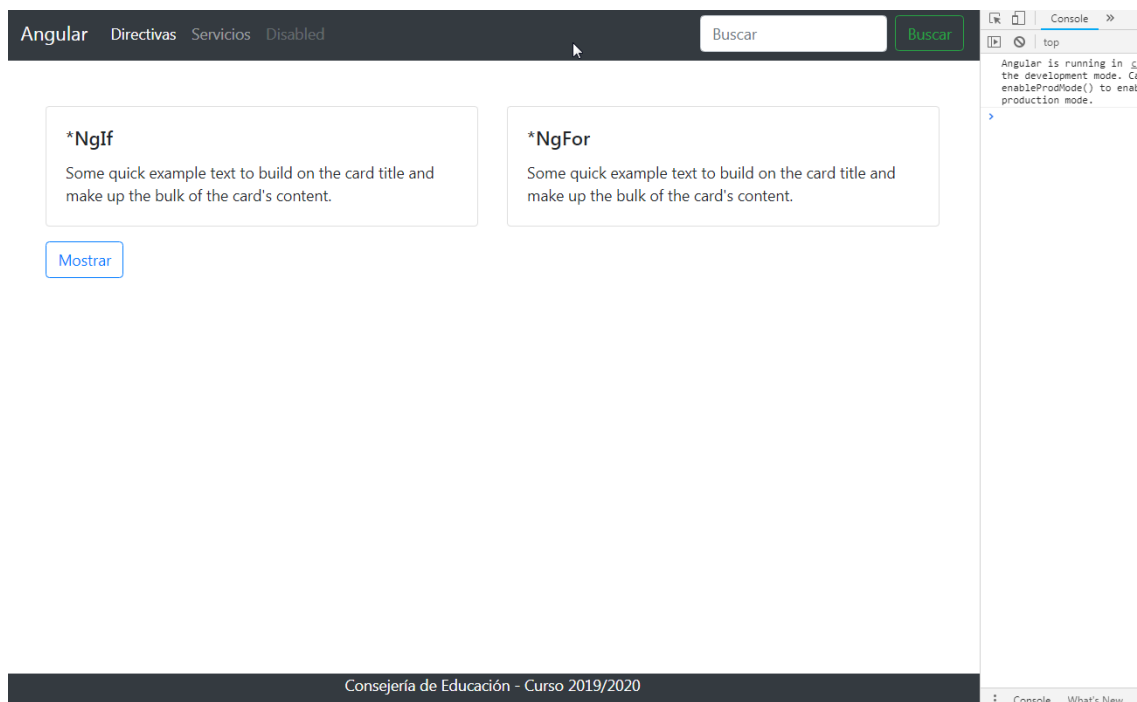 Angular Directivas Servicios Disabled Buscar Buscar
*NgIf
Some quick example text to build on the card title and
make up the bulk of the card's content.
*NgFor
Some quick example text to build on the card title and
make up the bulk of the card's content.
Mostrar
Consejería de Educación - Curso 2019/2020
Console
top
Angular is running in
the development mode.
enableProdMode() to
production mode.
Console What's New